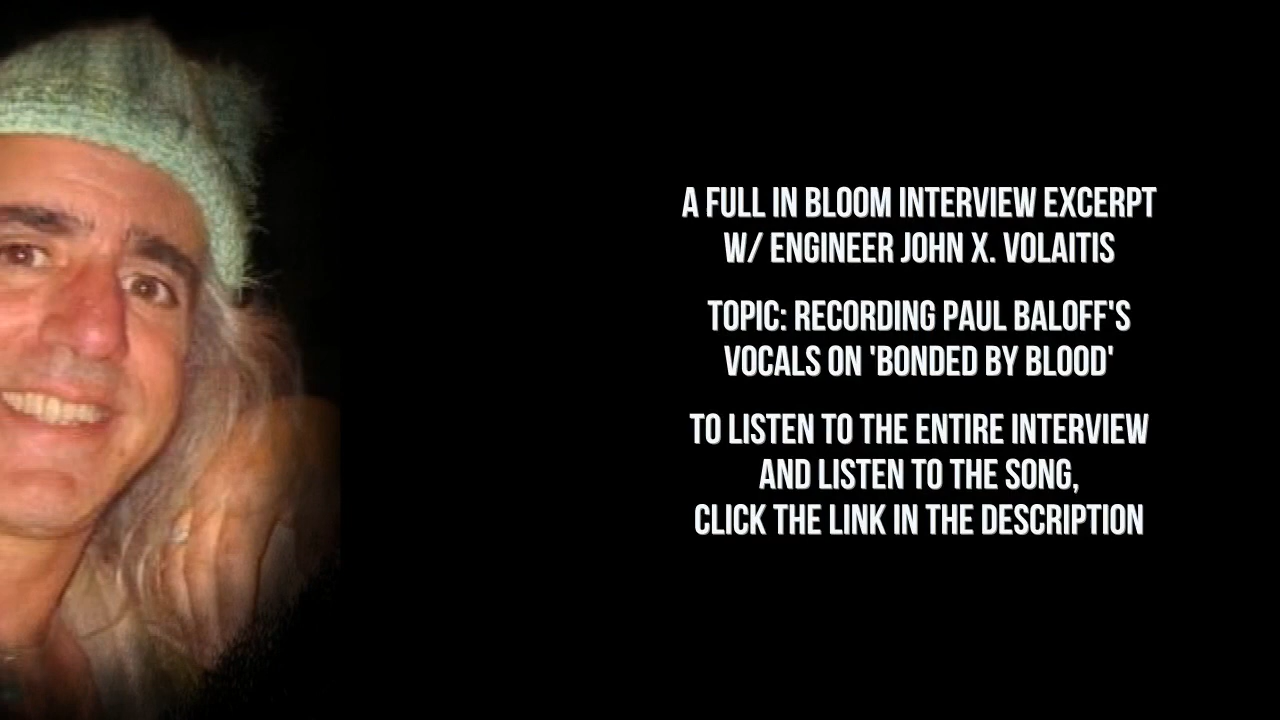 A FULL IN BLOOM INTERVIEW EXCERPT
W/ ENGINEER JOHN X. VOLAITIS
TOPIC: RECORDING PAUL BALOFF'S
VOCALS ON 'BONDED BY BLOOD'
TO LISTEN TO THE ENTIRE INTERVIEW
AND LISTEN TO THE SONG,
CLICK THE LINK IN THE DESCRIPTION